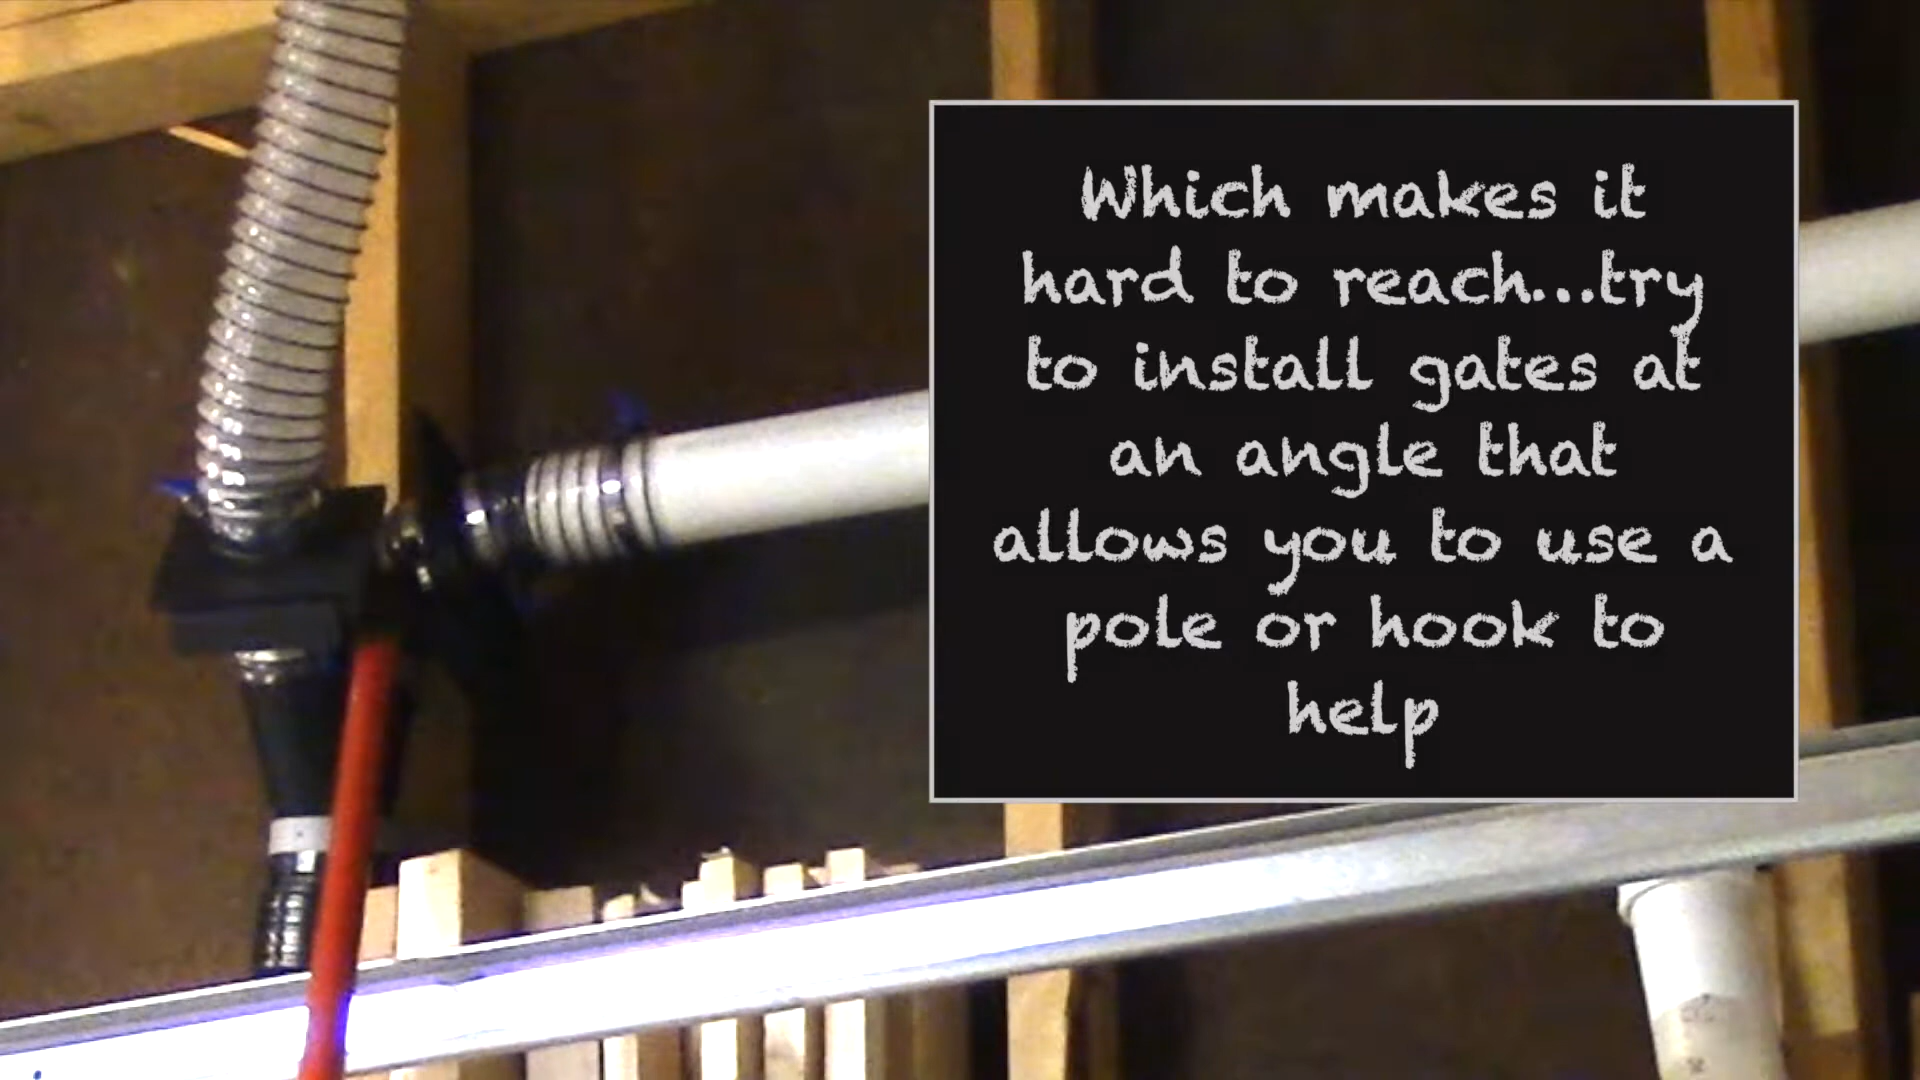 Which makes it
hard to reach...try
to install gates at
an angle that
allows you to use a
pole or hook to
help